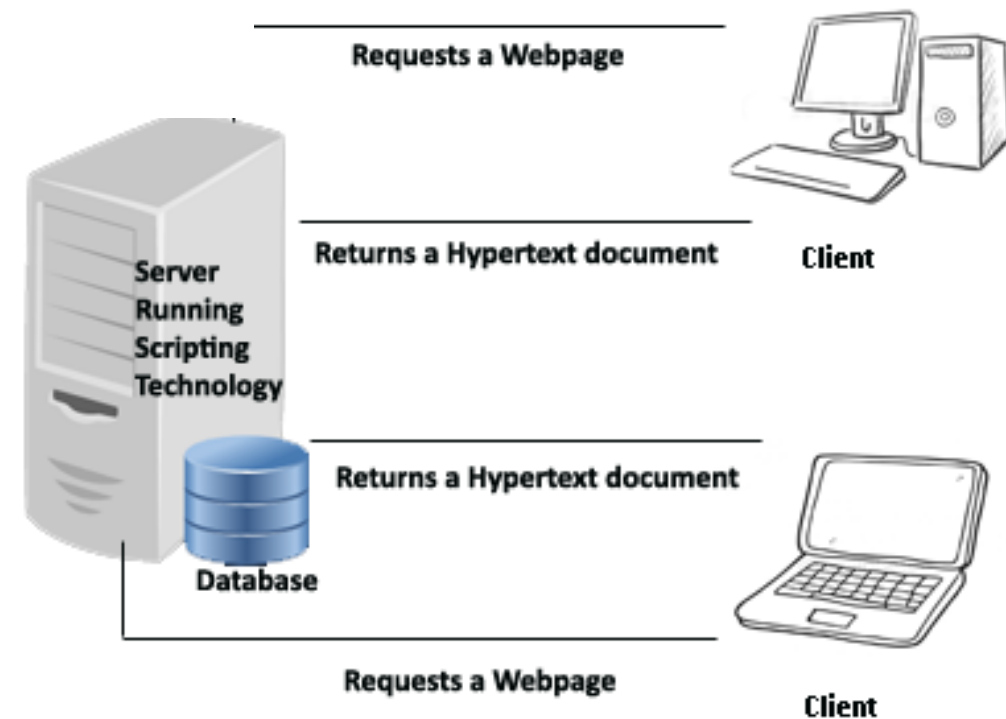 Requests a Webpage
Returns a Hypertext document
Client
Server
Running
Scripting
Technology
Returns a Hypertext document
Database
Requests a Webpage
Client